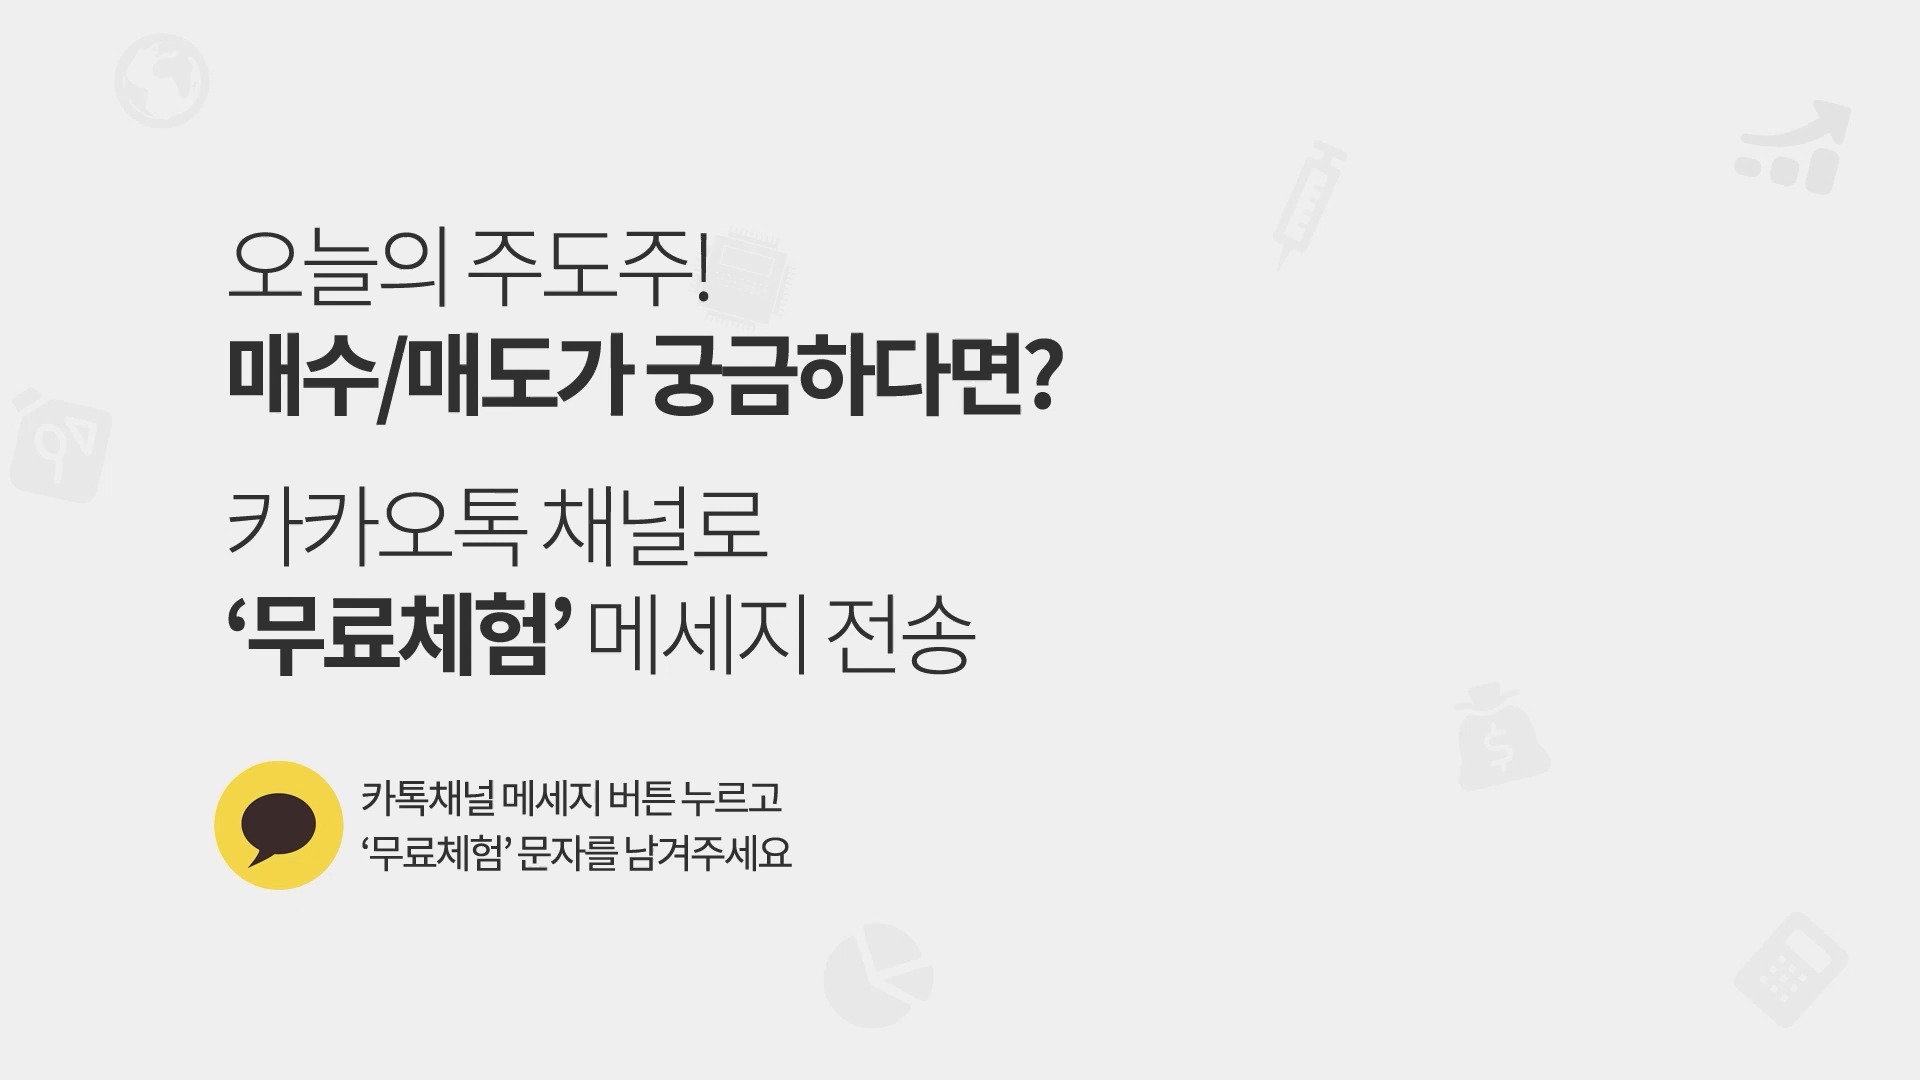 오늘의 주도주!
매수/매도가 궁금하다면?
카카오톡 채널로
‘무료체험’ 메세지 전송
카톡채널 메세지 버튼 누르고
‘무료체험’ 문자를 남겨주세요